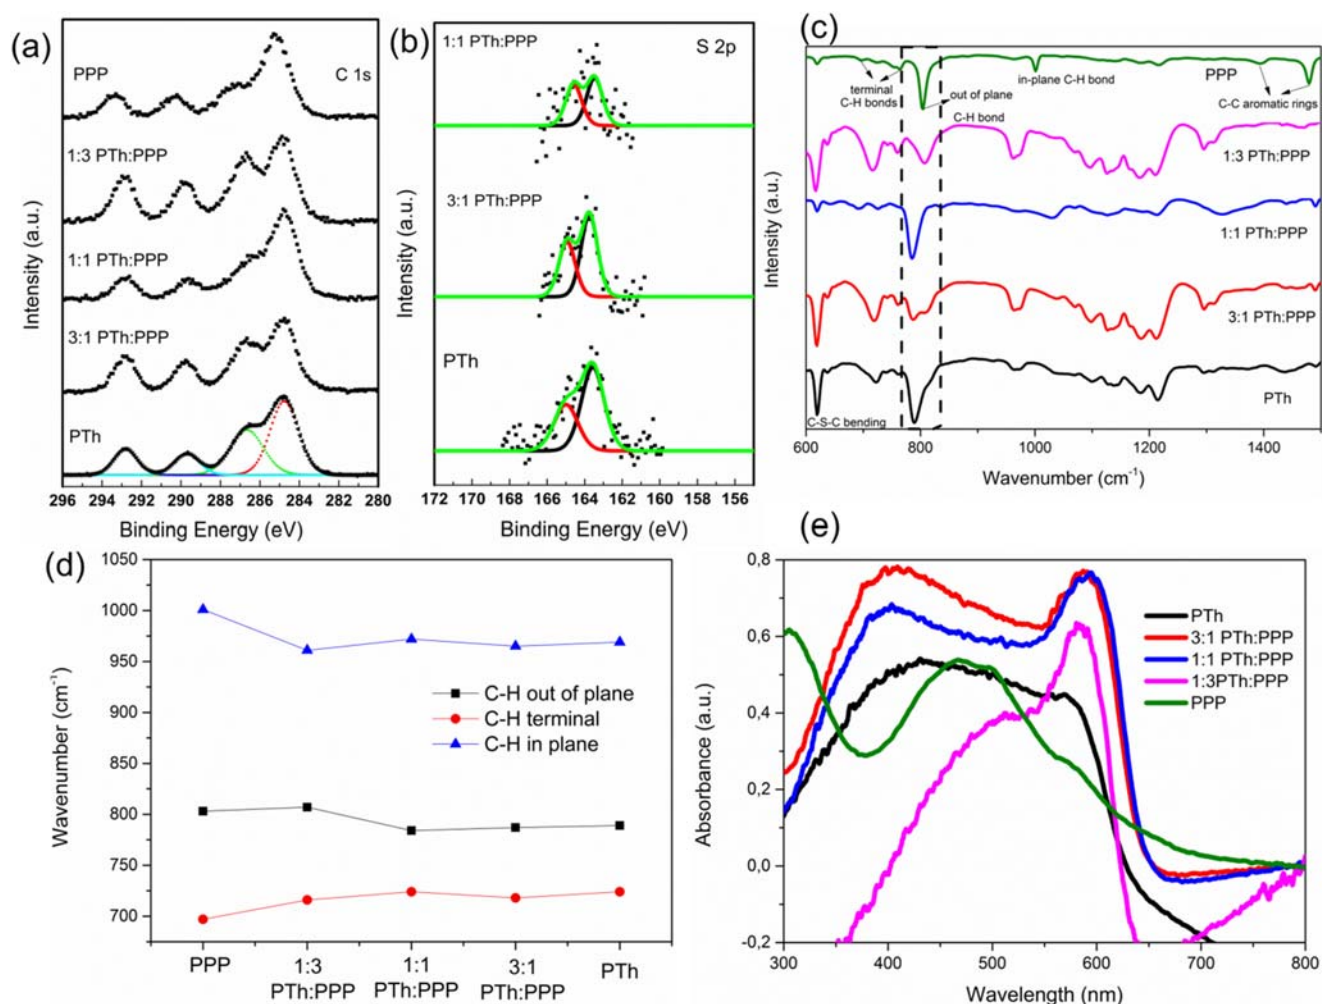 (a)
C 1s
PPP
1:3 PTh:PPP
1:1 PTh:PPP
3:1 PTh:PPP
PTh
Intensity (a.u.)
296 294 292 290 288 286 284 282 280
Binding Energy (eV)
(b)
1:1 PTh:PPP
S 2p
3:1 PTh:PPP
PTh
Intensity (a.u.)
172 170 168 166 164 162 160 158 156 155
Binding Energy (eV)
(c)
in-plane C-H bond
PPP
terminal
C-H bonds
out of plane
C-H bond
C-C aromatic rings
1:3 PTh:PPP
1:1 PTh:PPP
3:1 PTh:PPP
PTh
C-S-C bending
Intensity (a.u.)
600 800 1000 1200 1400
Wavenumber (cm-1)
(d)
1050
1000
950
900
850
800
750
700
Wavenumber (cm-1)
C-H out of plane
C-H terminal
C-H in plane
PPP 1:3 1:1 3:1 PTh
PTh:PPP PTh:PPP PTh:PPP
(e)
0,8
0,6
0,4
0,2
0,0
-0,2
Absorbance (a.u.)
PTh
3:1 PTh:PPP
1:1 PTh:PPP
1:3PTh:PPP
PPP
300 400 500 600 700 800
Wavelength (nm)